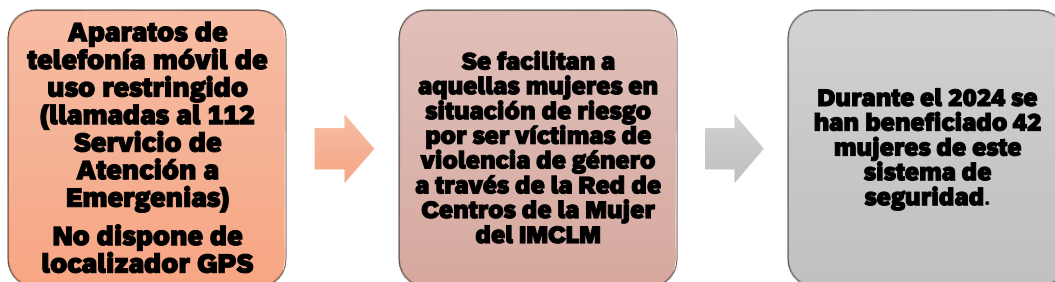 Aparatos de
telefonía móvil de
uso restringido
(llamadas al 112
Servicio de
Atención a
Emergenias)
No dispone de
localizador GPS
Se facilitan a
aquellas mujeres en
situación de riesgo
por ser víctimas de
violencia de género
a través de la Red de
Centros de la Mujer
del IMCLM
Durante el 2024 se
han beneficiado 42
mujeres de este
sistema de
seguridad.